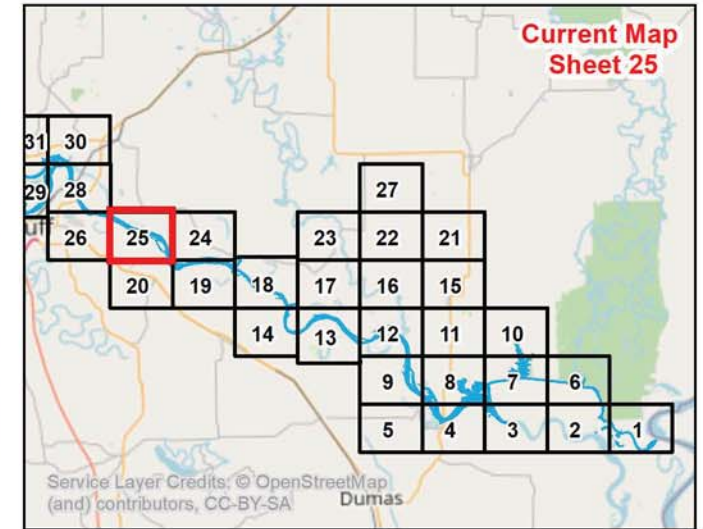 Current Map
Sheet 25
31 30
29 28
27
uff
26 25 24 23 22 21
20 19 18 17 16 15
14 13 12 11 10
9 8 7 6
5 4 3 2 1
Service Layer Credits: © OpenStreetMap
(and) contributors, CC-BY-SA
Dumas